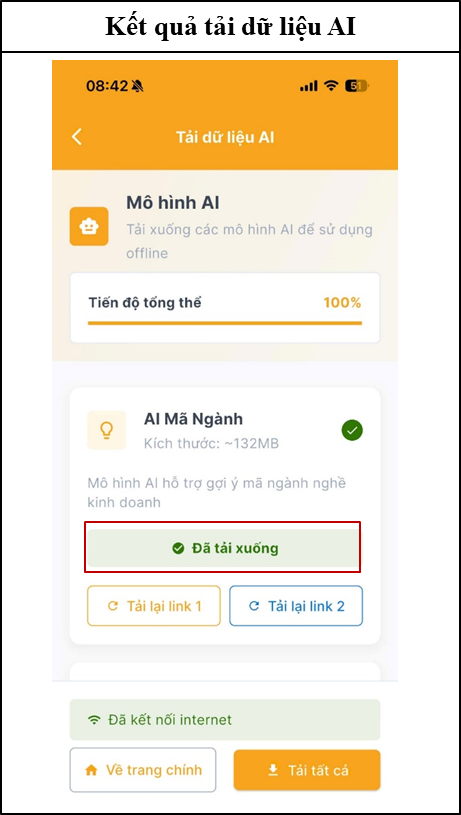 Kết quả tải dữ liệu AI
08:42
51
Tải dữ liệu AI
Mô hình AI
Tải xuống các mô hình AI để sử dụng
offline
Tiến độ tổng thể
100%
AI Mã Ngành
Kích thước: ~132MB
Mô hình AI hỗ trợ gợi ý mã ngành nghề
kinh doanh
Đã tải xuống
Tải lại link 1
Tải lại link 2
Đã kết nối internet
Về trang chính
Tải tất cả